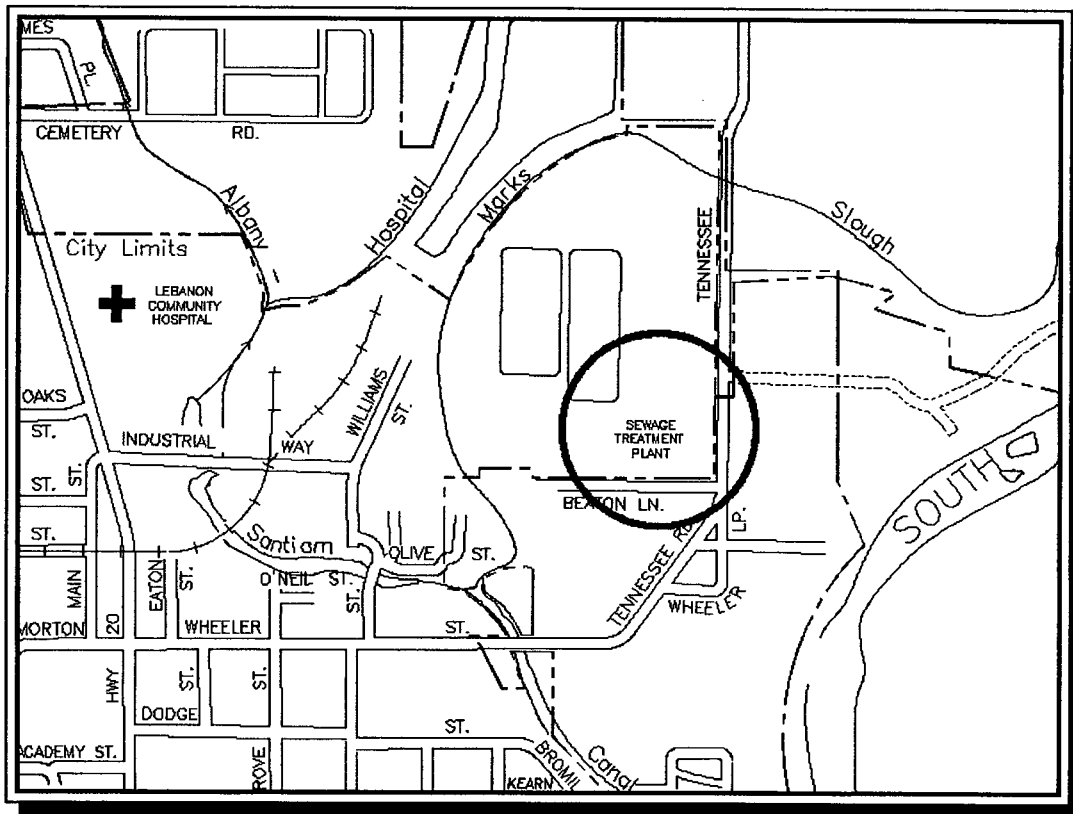 MES
PL.
CEMETERY RD.
Albany
Hospital
Marks
TENNESSEE
Slough
City Limits
LEBANON
COMMUNITY
HOSPITAL
OAKS
ST.
INDUSTRIAL WAY
WILLIAMS
ST.
SEWAGE
TREATMENT
PLANT
ST.
ST.
ST.
BEATON LN.
LP.
SOUTH
Santiam
OLIVE ST.
O'NEIL ST.
TENNESSEE RD.
WHEELER
MAIN
20
HWY
EATON
ST.
ST.
MORTON
WHEELER ST.
ST.
ST.
DODGE ST.
ACADEMY ST.
ROVE
BROMIL
Canal
KEARN